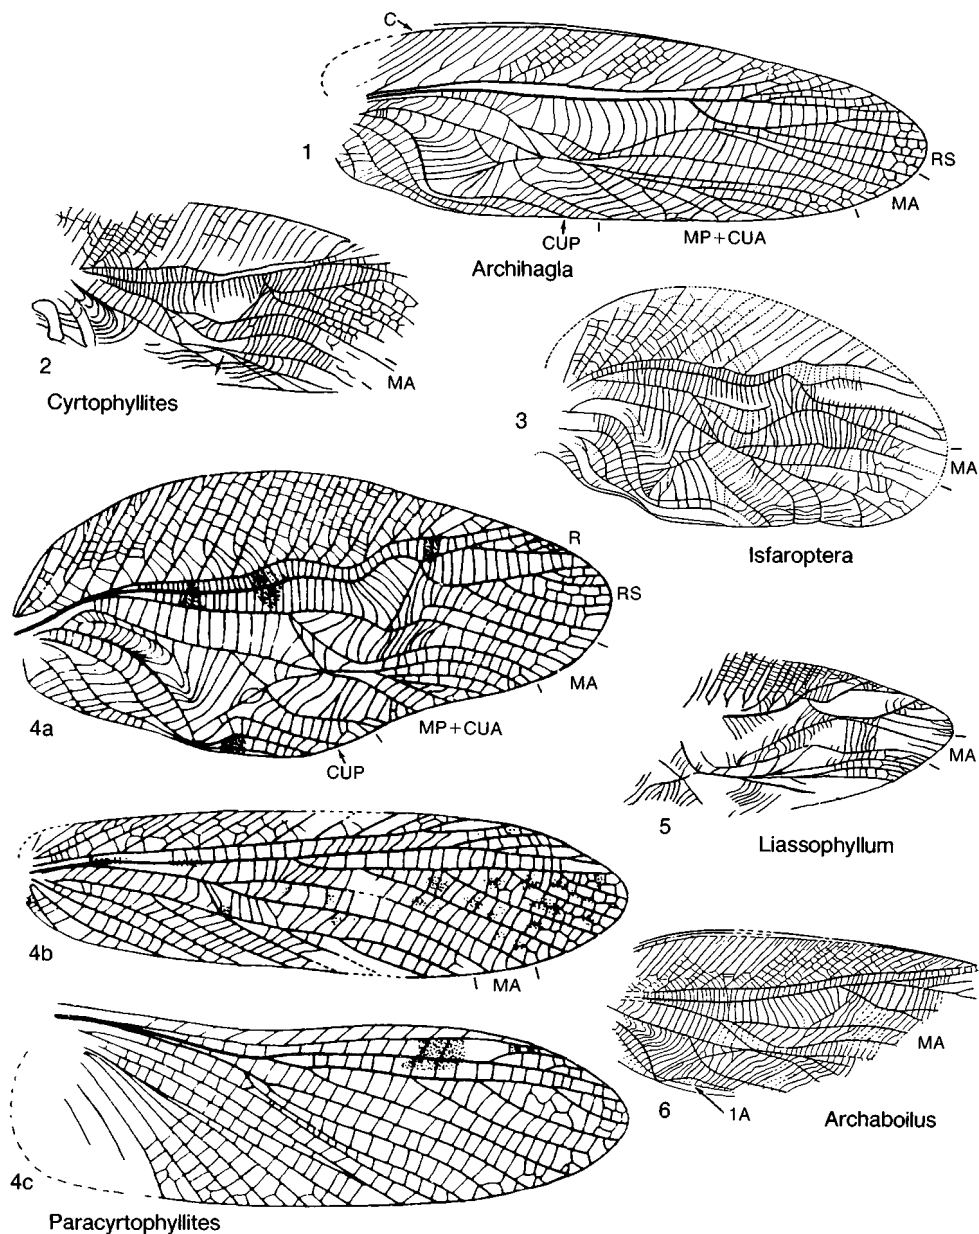 C
1
RS
MA
CUP
MP+CUA
Archihagla
2
MA
Cyrtophyllites
3
MA
Isfaroptera
R
RS
MA
4a
MP+CUA
CUP
5
MA
Liassophyllum
4b
MA
6
1A
MA
Archaboilus
4c
Paracyrtophyllites